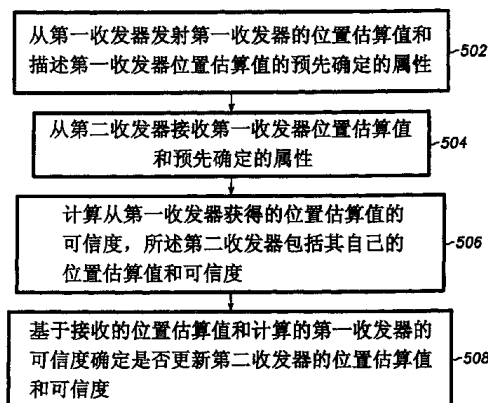 从第一收发器发射第一收发器的位置估算值和
描述第一收发器位置估算值的预先确定的属性
502
从第二收发器接收第一收发器位置估算值
和预先确定的属性
504
计算从第一收发器获得的位置估算值的
可信度，所述第二收发器包括其自己的
位置估算值和可信度
506
基于接收的位置估算值和计算的第一收发器的
可信度确定是否更新第二收发器的位置估算值
和可信度
508